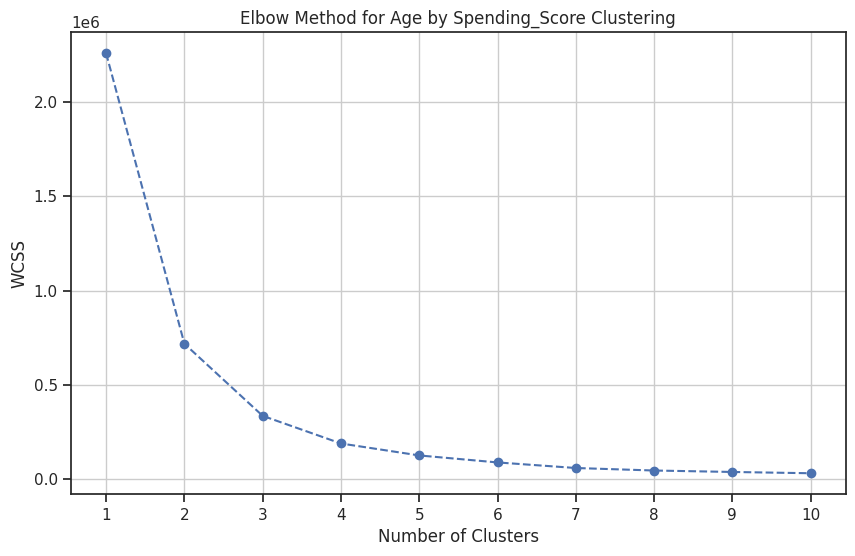 Elbow Method for Age by Spending_Score Clustering
1e6
2.0
1.5
1.0
0.5
0.0
WCSS
1 2 3 4 5 6 7 8 9 10
Number of Clusters